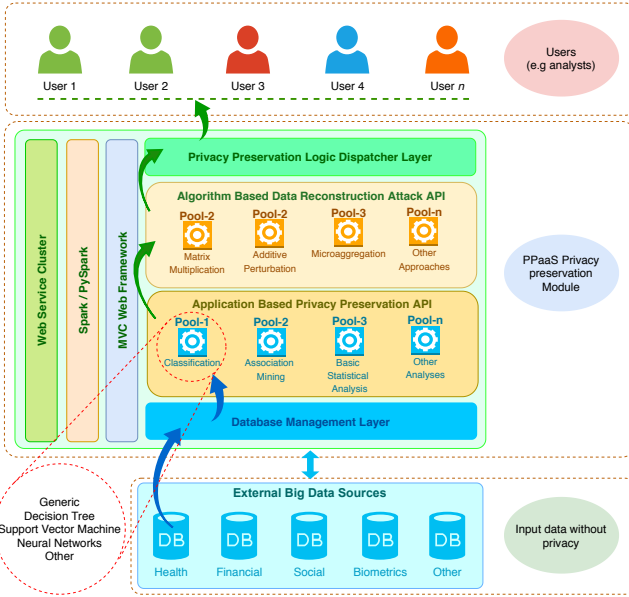 User 1
User 2
User 3
User 4
User n
Users
(e.g analysts)
Web Service Cluster
Spark / PySpark
MVC Web Framework
Privacy Preservation Logic Dispatcher Layer
Algorithm Based Data Reconstruction Attack API
Pool-2
Pool-2
Pool-3
Pool-n
Matrix
Multiplication
Additive
Perturbation
Microaggregation
Other
Approaches
Application Based Privacy Preservation API
Pool-1
Pool-2
Pool-3
Pool-n
Classification
Association
Mining
Basic
Statistical
Analysis
Other
Analyses
Database Management Layer
PPaaS Privacy
preservation
Module
Generic
Decision Tree
Support Vector Machine
Neural Networks
Other
External Big Data Sources
DB
DB
DB
DB
DB
Health
Financial
Social
Biometrics
Other
Input data without
privacy